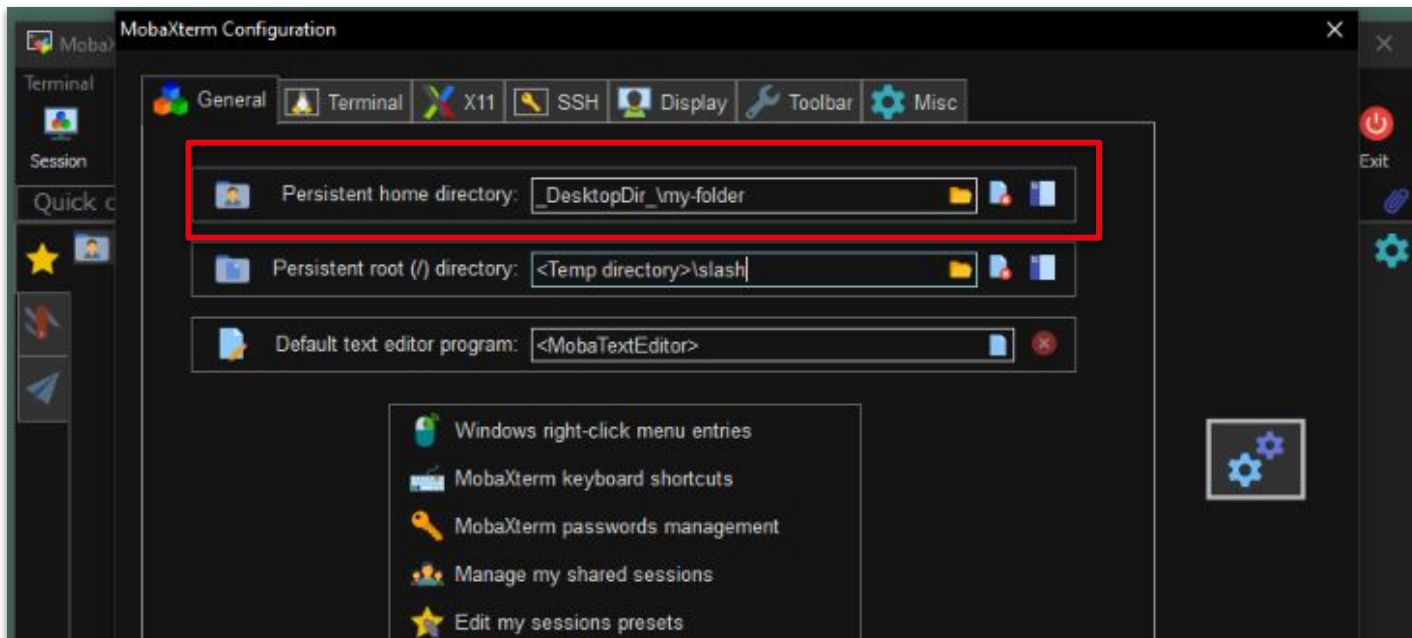 MobaXterm Configuration
Moba
Terminal
General
Terminal
X11
SSH
Display
Toolbar
Misc
Session
Exit
Persistent home directory: _DesktopDir_\my-folder
Quick c
Persistent root (/) directory: <Temp directory>\slash
Default text editor program: <MobaTextEditor>
Windows right-click menu entries
MobaXterm keyboard shortcuts
MobaXterm passwords management
Manage my shared sessions
Edit my sessions presets